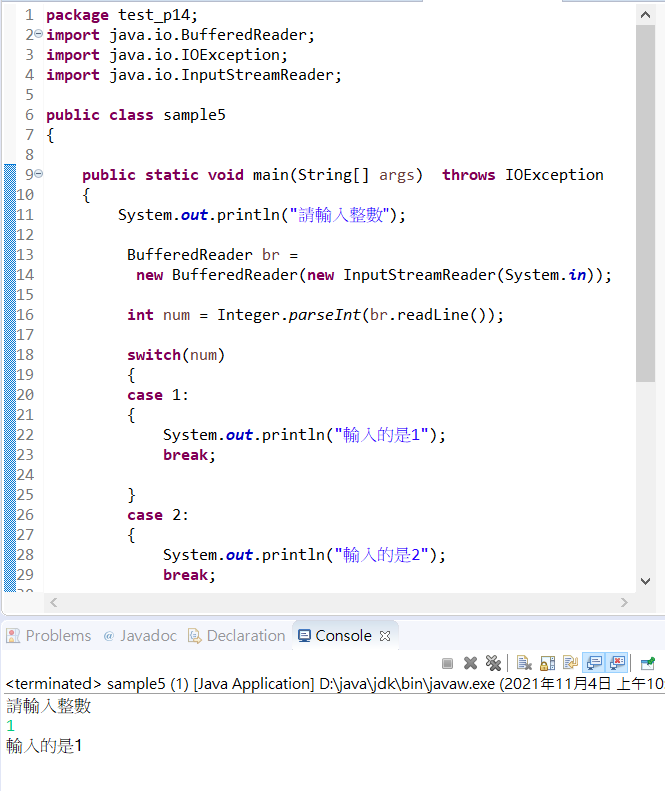 1 package test_p14;
2 import java.io.BufferedReader;
3 import java.io.IOException;
4 import java.io.InputStreamReader;
5
6 public class sample5
7 {
8
9 public static void main(String[] args)  throws IOException
10 {
11 System.out.println("請輸入整數");
12
13 BufferedReader br =
14 new BufferedReader(new InputStreamReader(System.in));
15
16 int num = Integer.parseInt(br.readLine());
17
18 switch(num)
19 {
20 case 1:
21 {
22 System.out.println("輸入的是1");
23 break;
24
25 }
26 case 2:
27 {
28 System.out.println("輸入的是2");
29 break;
Problems @ Javadoc Declaration Console
<terminated> sample5 (1) [Java Application] D:\java\jdk\bin\javaw.exe (2021年11月4日 上午10
請輸入整數
1
輸入的是1